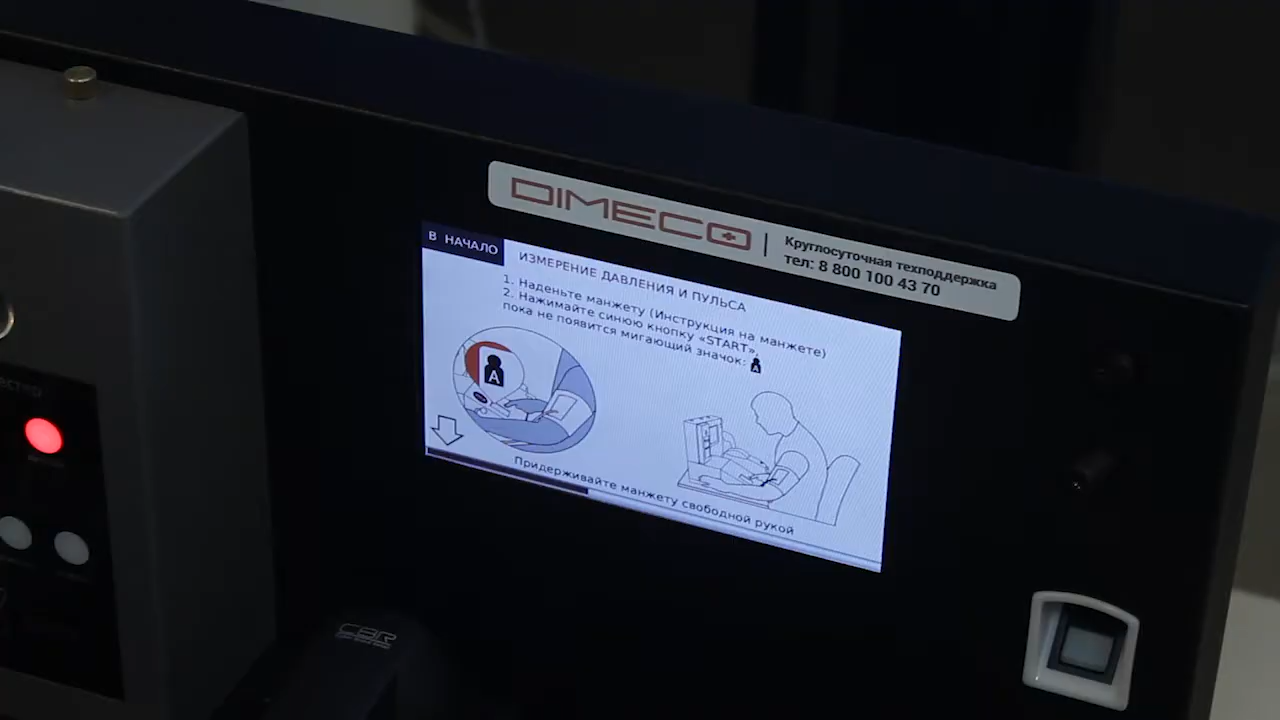 DIMECO
Круглосуточная техподдержка
тел: 8 800 100 43 70
В НАЧАЛО
ИЗМЕРЕНИЕ ДАВЛЕНИЯ И ПУЛЬСА
1. Наденьте манжету (Инструкция на манжете)
2. Нажимайте синюю кнопку «START»,
пока не появится мигающий значок:
A
A
Придерживайте манжету свободной рукой
CBR